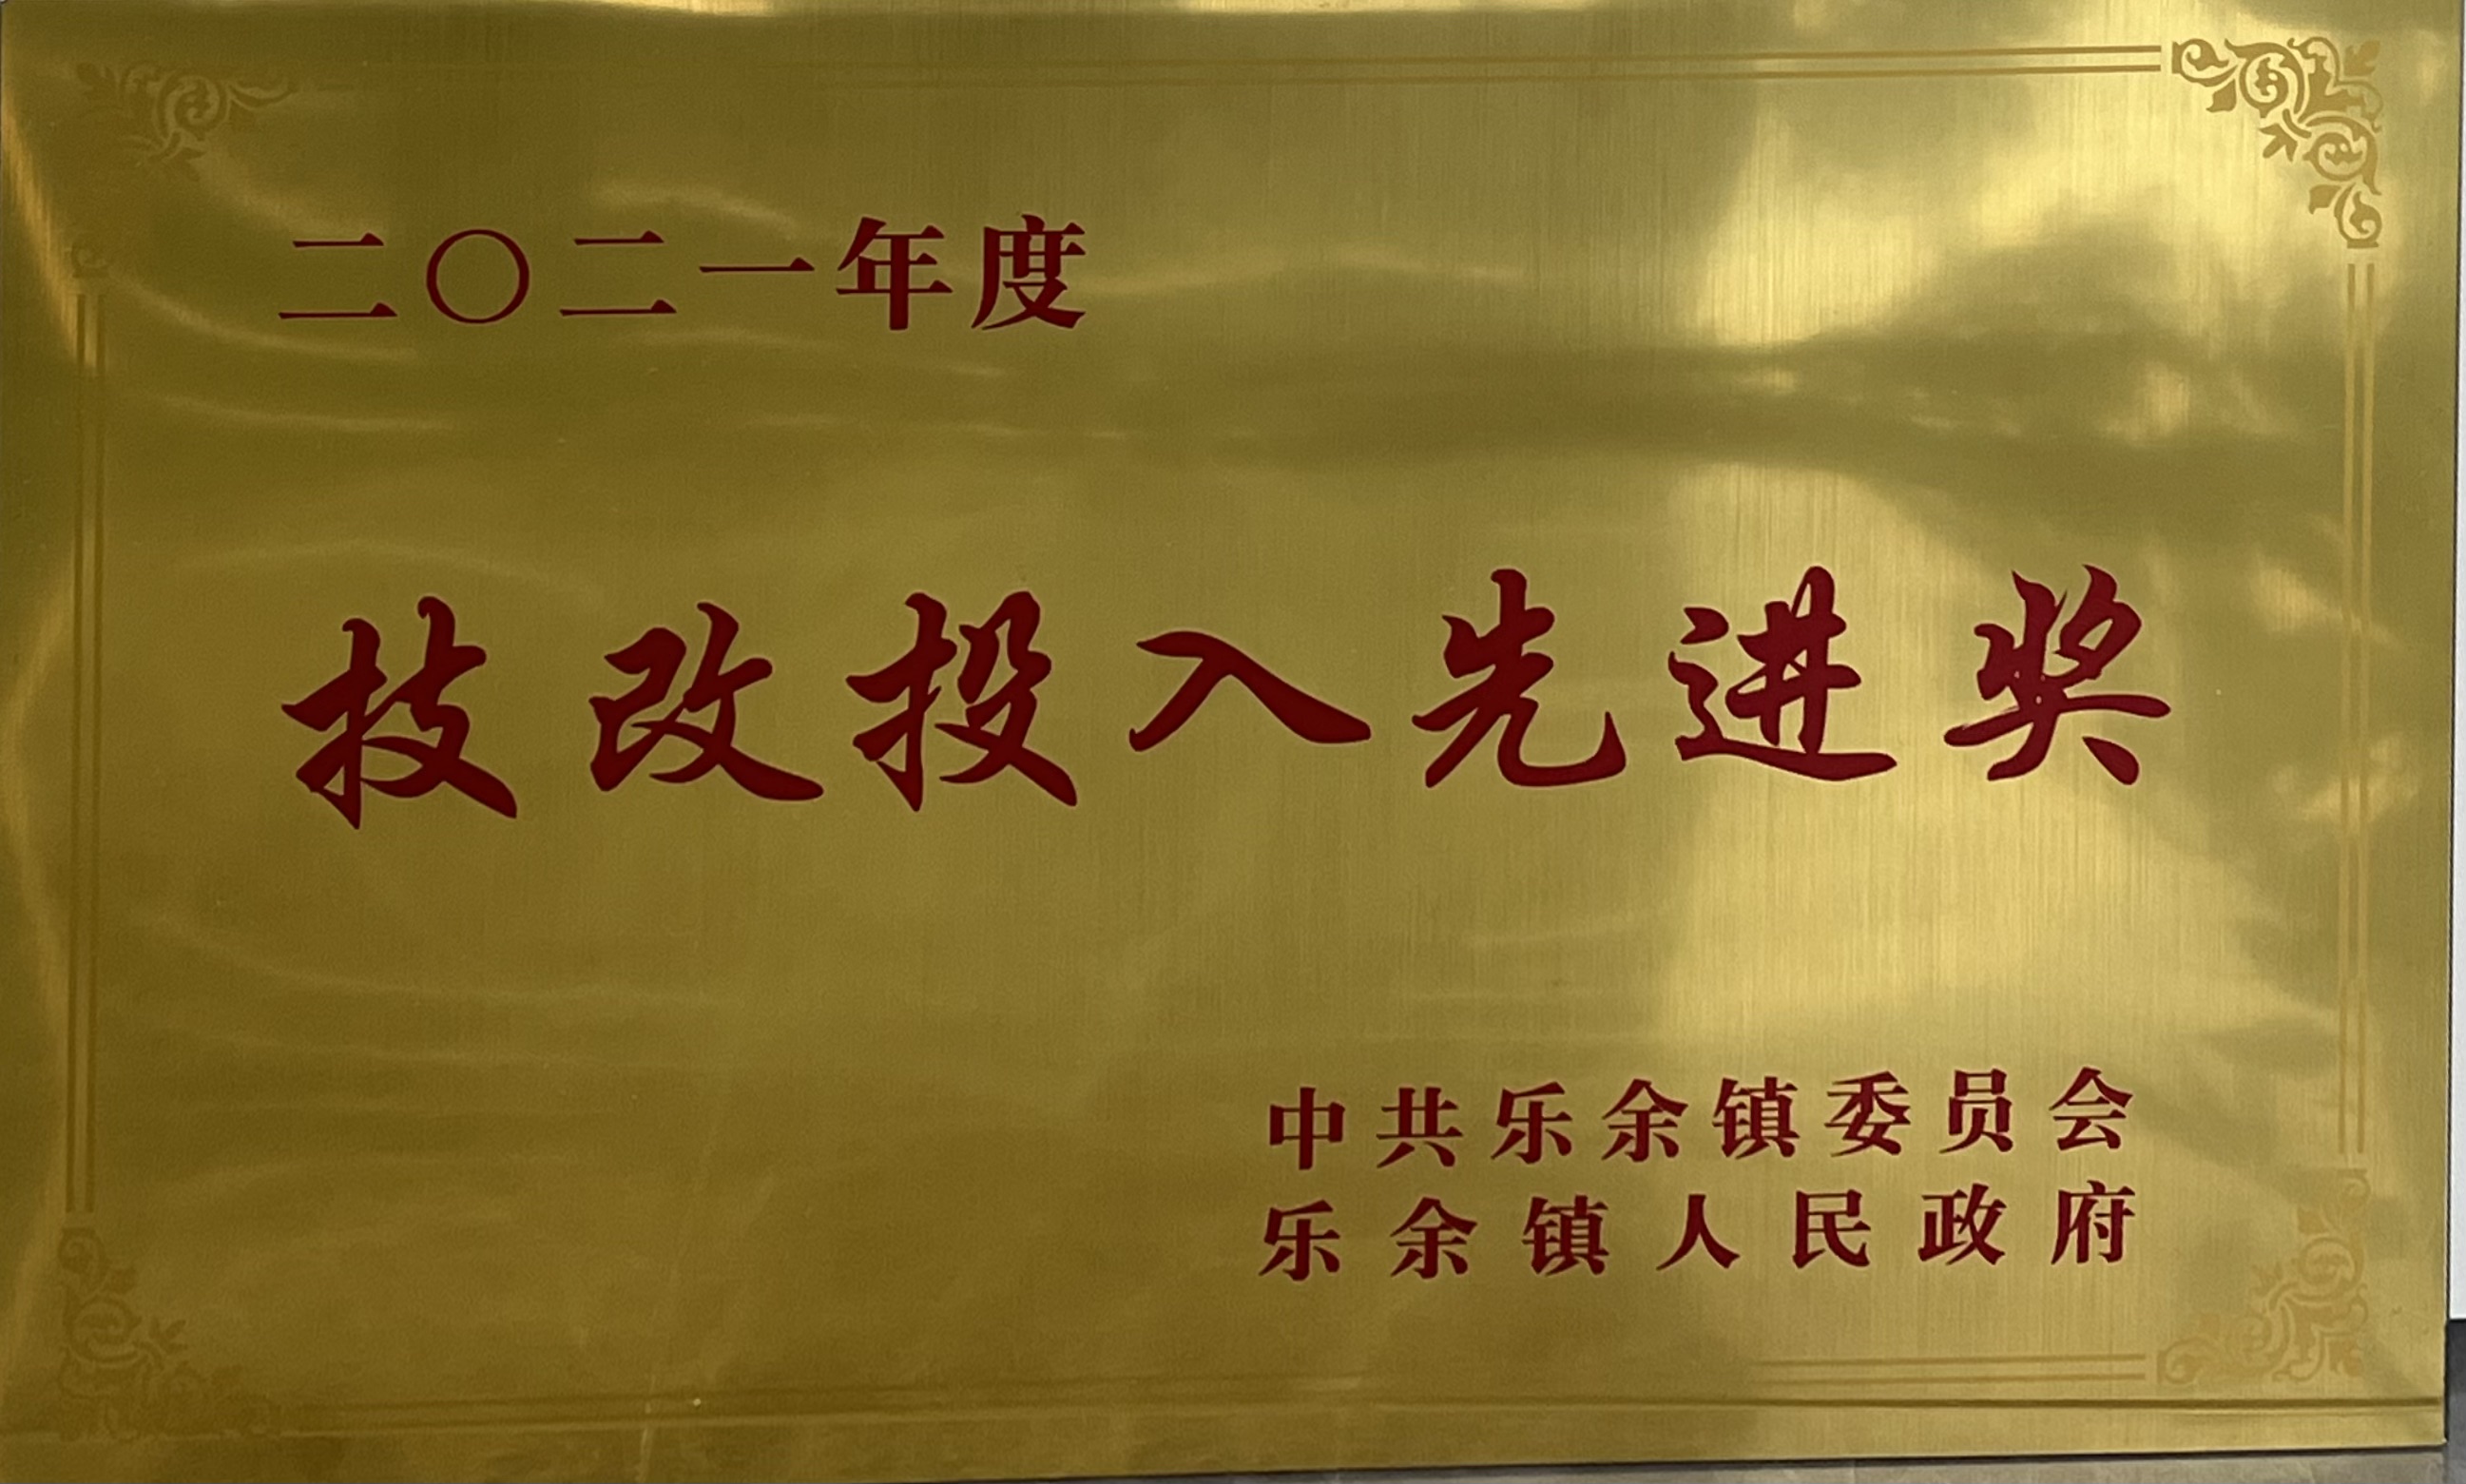 二〇二一年度
技改投入先进奖
中共乐余镇委员会
乐余镇人民政府